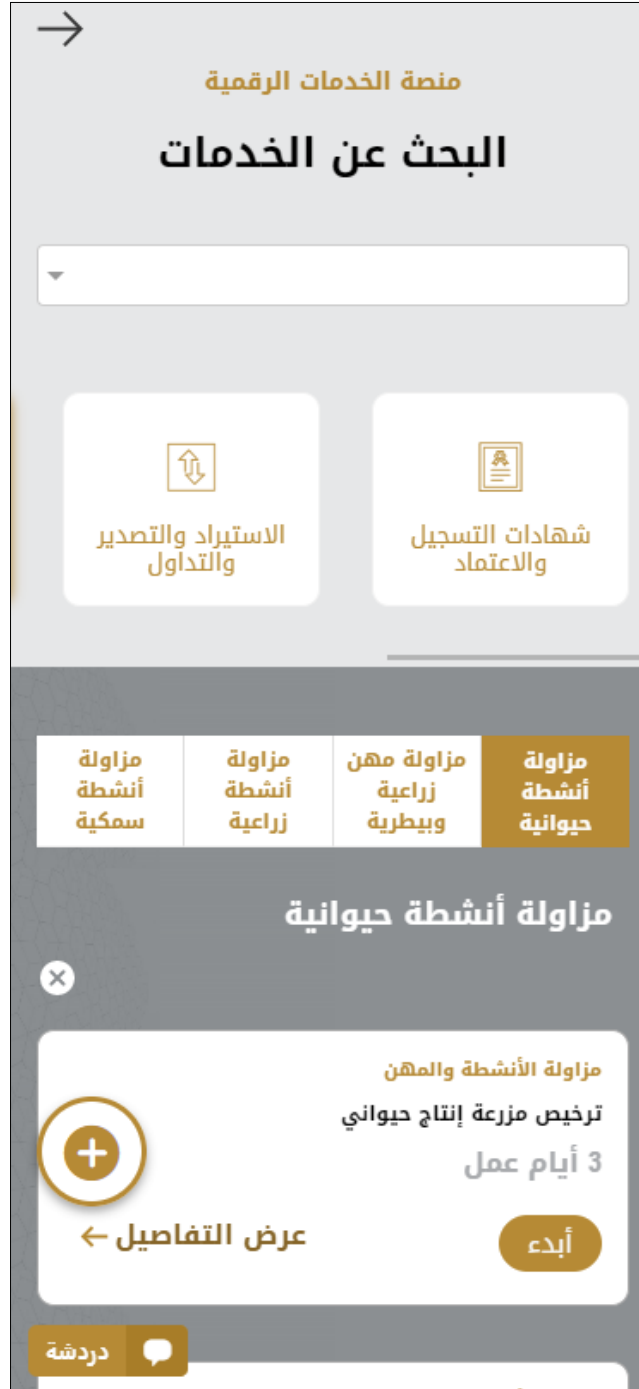 منصة الخدمات الرقمية
البحث عن الخدمات
شهادات التسجيل
والاعتماد
الاستيراد والتصدير
والتداول
مزاولة
أنشطة
حيوانية
مزاولة مهن
زراعية
وبيطرية
مزاولة
أنشطة
زراعية
مزاولة
أنشطة
سمكية
مزاولة أنشطة حيوانية
مزاولة الأنشطة والمهن
ترخيص مزرعة إنتاج حيواني
3 أيام عمل
أبدء
عرض التفاصيل
دردشة